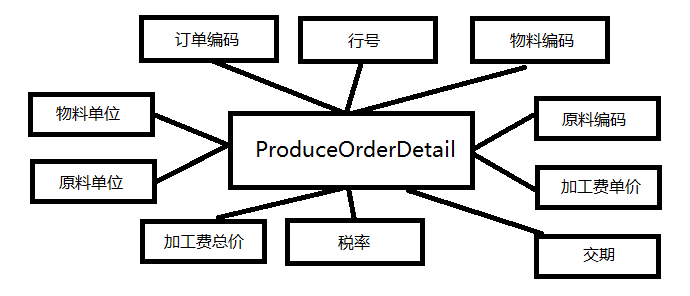 订单编码
行号
物料编码
物料单位
原料编码
ProduceOrderDetail
原料单位
加工费单价
加工费总价
税率
交期